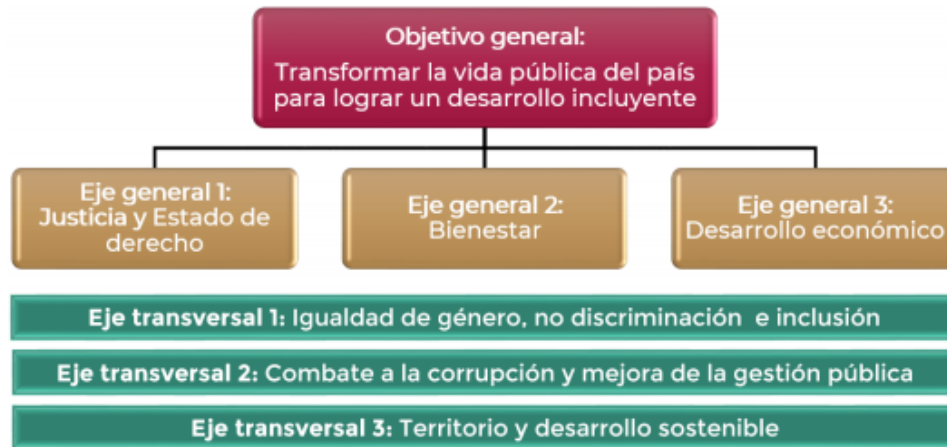 Objetivo general:
Transformar la vida pública del país
para lograr un desarrollo incluyente
Eje general 1:
Justicia y Estado de
derecho
Eje general 2:
Bienestar
Eje general 3:
Desarrollo económico
Eje transversal 1: Igualdad de género, no discriminación e inclusión
Eje transversal 2: Combate a la corrupción y mejora de la gestión pública
Eje transversal 3: Territorio y desarrollo sostenible